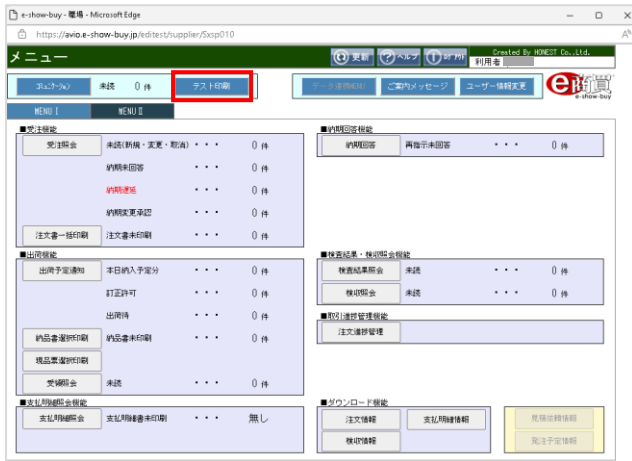 e-show-buy - 職場 - Microsoft Edge
https://avio.e-show-buy.jp/editest/supplier/Sxsp010
メニュー
更新 ヘルプ ログアウト
Created By HONEST Co.,Ltd.
利用者
コミュニケーション 未読 0 件 テスト印刷
データ連携MENU ご案内メッセージ ユーザー情報変更
e商買
e-show-buy
MENU Ⅰ MENU Ⅱ
■受注機能
受注照会 未読(新規・変更・取消)・・・ 0 件
納期未回答 ・・・ 0 件
納期遅延 ・・・ 0 件
納期変更承認 ・・・ 0 件
注文書一括印刷 注文書未印刷 ・・・ 0 件
■納期回答機能
納期回答 再指示未回答 ・・・ 0 件
■出荷機能
出荷予定通知 本日納入予定分 ・・・ 0 件
訂正許可 ・・・ 0 件
出荷待 ・・・ 0 件
納品書選択印刷 納品書未印刷 ・・・ 0 件
現品票選択印刷
受領照会 未読 ・・・ 0 件
■検査結果・検収照会機能
検査結果照会 未読 ・・・ 0 件
検収照会 未読 ・・・ 0 件
■取引進捗管理機能
注文進捗管理
■支払明細照会機能
支払明細照会 支払明細書未印刷 ・・・ 無し
■ダウンロード機能
注文情報 支払明細情報
検収情報
見積依頼情報
発注予定情報